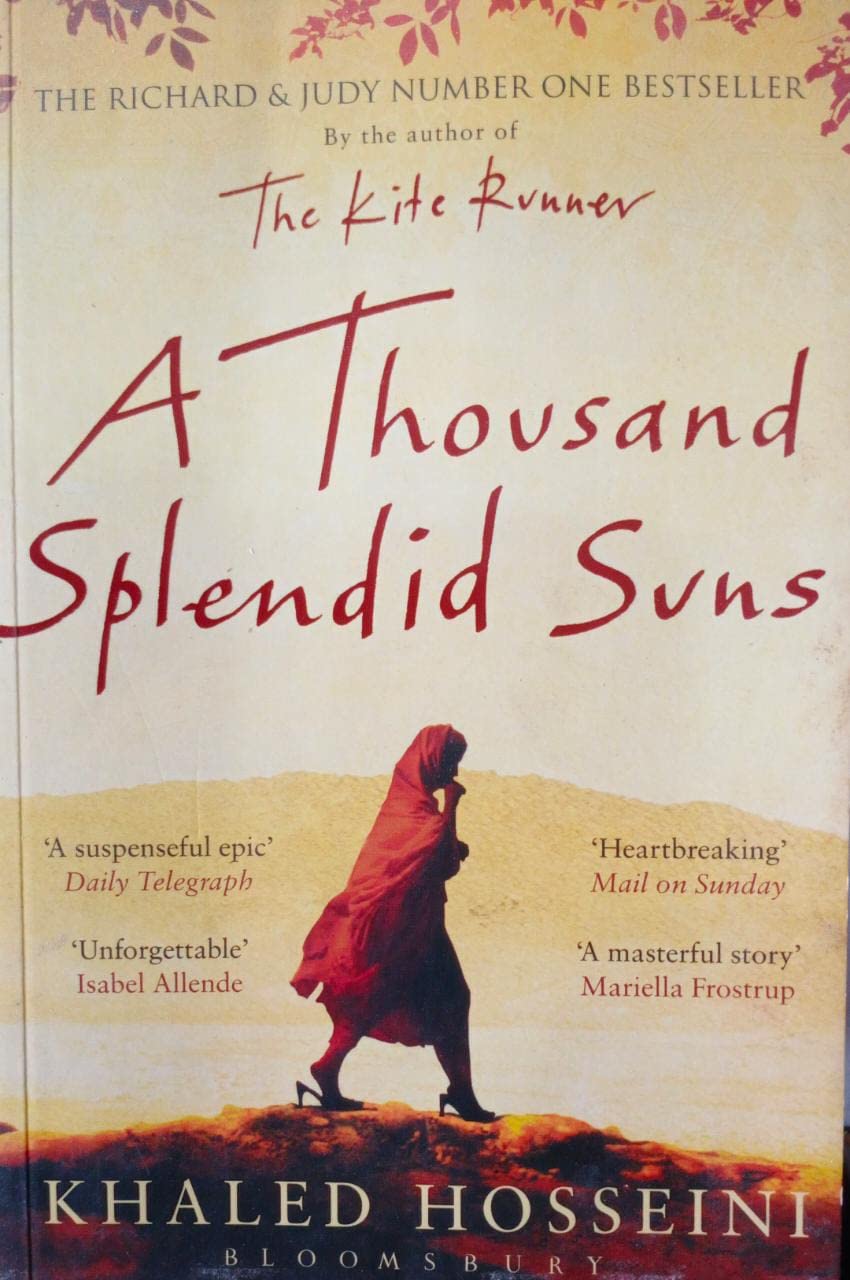 THE RICHARD & JUDY NUMBER ONE BESTSELLER
By the author of
The Kite Runner
A Thousand
Splendid Suns
‘A suspenseful epic’
Daily Telegraph
‘Unforgettable’
Isabel Allende
‘Heartbreaking’
Mail on Sunday
‘A masterful story’
Mariella Frostrup
KHALED HOSSEINI
BLOOMSBURY